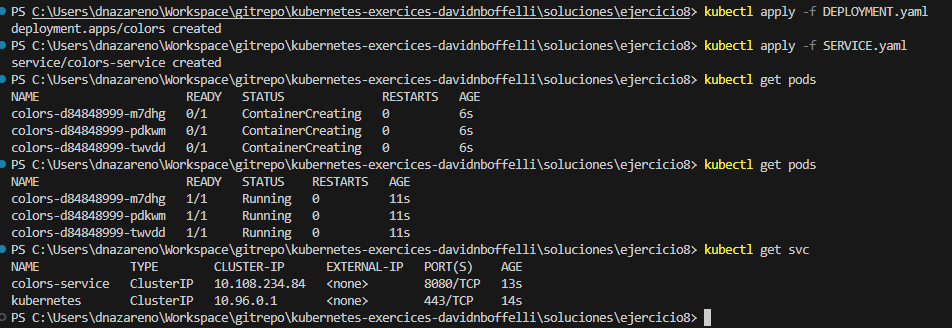 PS C:\Users\dnazareno\Workspace\gitrepo\kubernetes-exercices-davidnboffelli\soluciones\ejercicio8> kubectl apply -f DEPLOYMENT.yaml
deployment.apps/colors created
PS C:\Users\dnazareno\Workspace\gitrepo\kubernetes-exercices-davidnboffelli\soluciones\ejercicio8> kubectl apply -f SERVICE.yaml
service/colors-service created
PS C:\Users\dnazareno\Workspace\gitrepo\kubernetes-exercices-davidnboffelli\soluciones\ejercicio8> kubectl get pods
NAME READY STATUS RESTARTS AGE
colors-d84848999-m7dhg 0/1 ContainerCreating 0 6s
colors-d84848999-pdkwm 0/1 ContainerCreating 0 6s
colors-d84848999-twvdd 0/1 ContainerCreating 0 6s
PS C:\Users\dnazareno\Workspace\gitrepo\kubernetes-exercices-davidnboffelli\soluciones\ejercicio8> kubectl get pods
NAME READY STATUS RESTARTS AGE
colors-d84848999-m7dhg 1/1 Running 0 11s
colors-d84848999-pdkwm 1/1 Running 0 11s
colors-d84848999-twvdd 1/1 Running 0 11s
PS C:\Users\dnazareno\Workspace\gitrepo\kubernetes-exercices-davidnboffelli\soluciones\ejercicio8> kubectl get svc
NAME TYPE CLUSTER-IP EXTERNAL-IP PORT(S) AGE
colors-service ClusterIP 10.108.234.84 <none> 8080/TCP 13s
kubernetes ClusterIP 10.96.0.1 <none> 443/TCP 14s
PS C:\Users\dnazareno\Workspace\gitrepo\kubernetes-exercices-davidnboffelli\soluciones\ejercicio8>